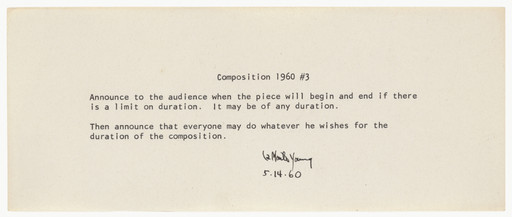 Composition 1960 #3
Announce to the audience when the piece will begin and end if there
is a limit on duration. It may be of any duration.
Then announce that everyone may do whatever he wishes for the
duration of the composition.
La Monte Young
5·14·60